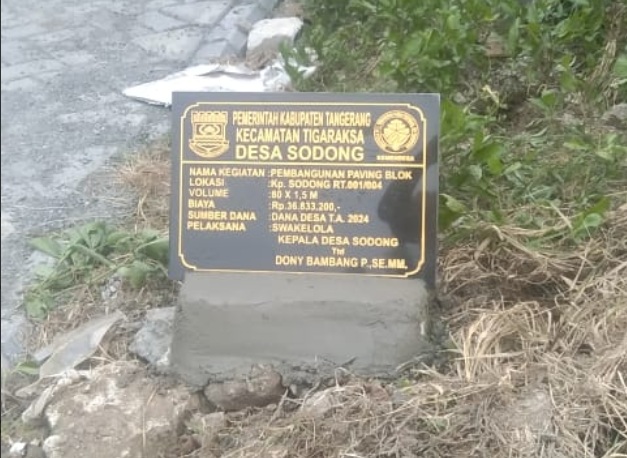 PEMERINTAH KABUPATEN TANGERANG
KECAMATAN TIGARAKSA
DESA SODONG
KEMENDESA
NAMA KEGIATAN : PEMBANGUNAN PAVING BLOK
LOKASI : Kp. SODONG RT.001/004
VOLUME : 80 X 1,5 M
BIAYA : Rp.36.833.200,-
SUMBER DANA : DANA DESA T.A. 2024
PELAKSANA : SWAKELOLA
KEPALA DESA SODONG
Ttd
DONY BAMBANG P.,SE.MM.